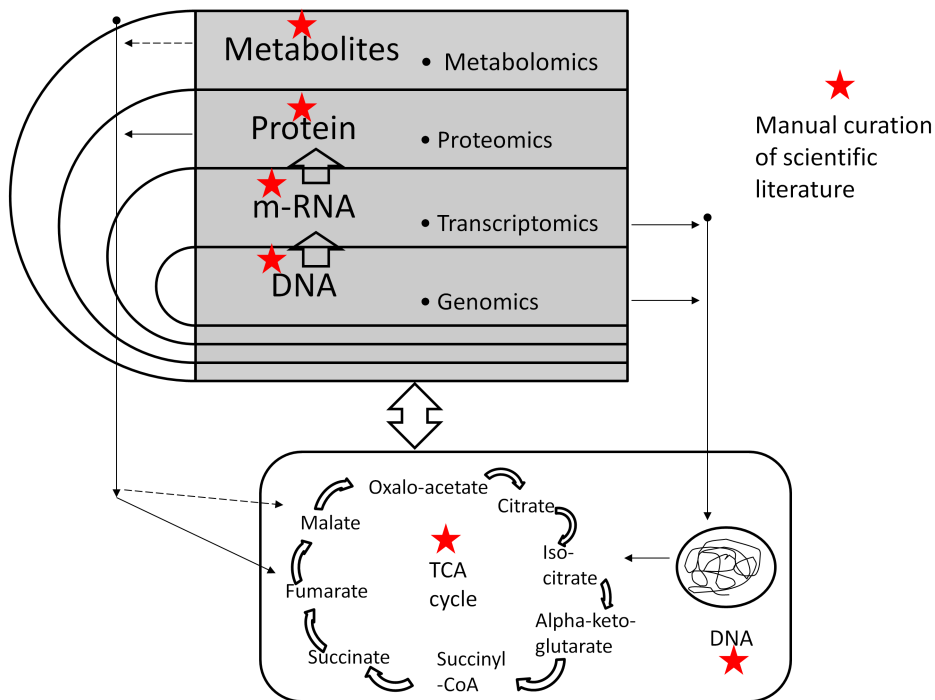 Metabolites
• Metabolomics
Protein
• Proteomics
m-RNA
• Transcriptomics
DNA
• Genomics
Manual curation
of scientific
literature
Oxalo-acetate
Citrate
Iso-
citrate
Alpha-keto-
glutarate
Succinyl
-CoA
Succinate
Fumarate
Malate
TCA
cycle
DNA